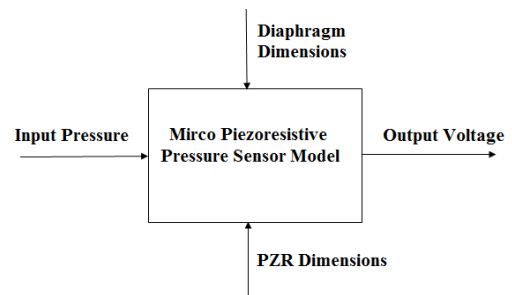 Diaphragm
Dimensions
Input Pressure
Mirco Piezoresistive
Pressure Sensor Model
Output Voltage
PZR Dimensions